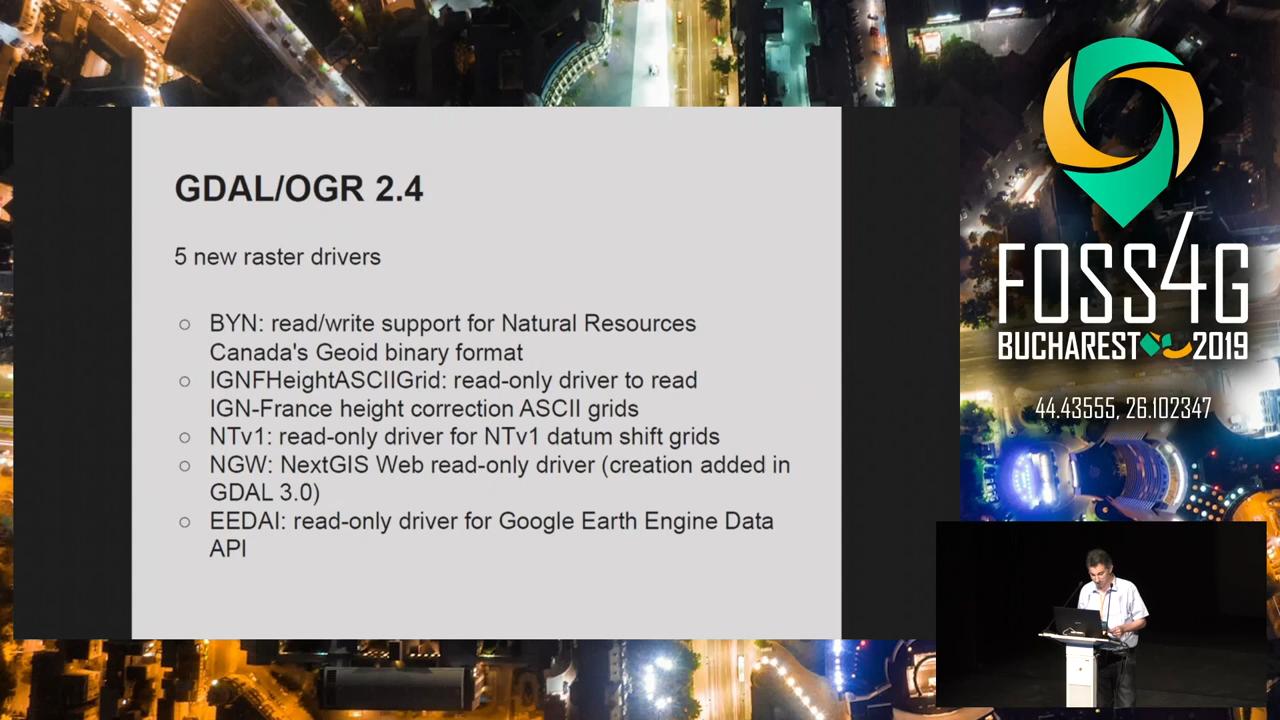 GDAL/OGR 2.4
5 new raster drivers
○ BYN: read/write support for Natural Resources
Canada's Geoid binary format
○ IGNFHeightASCIIGrid: read-only driver to read
IGN-France height correction ASCII grids
○ NTv1: read-only driver for NTv1 datum shift grids
○ NGW: NextGIS Web read-only driver (creation added in
GDAL 3.0)
○ EEDAI: read-only driver for Google Earth Engine Data
API
FOSS4G
BUCHAREST 2019
44.43555, 26.102347